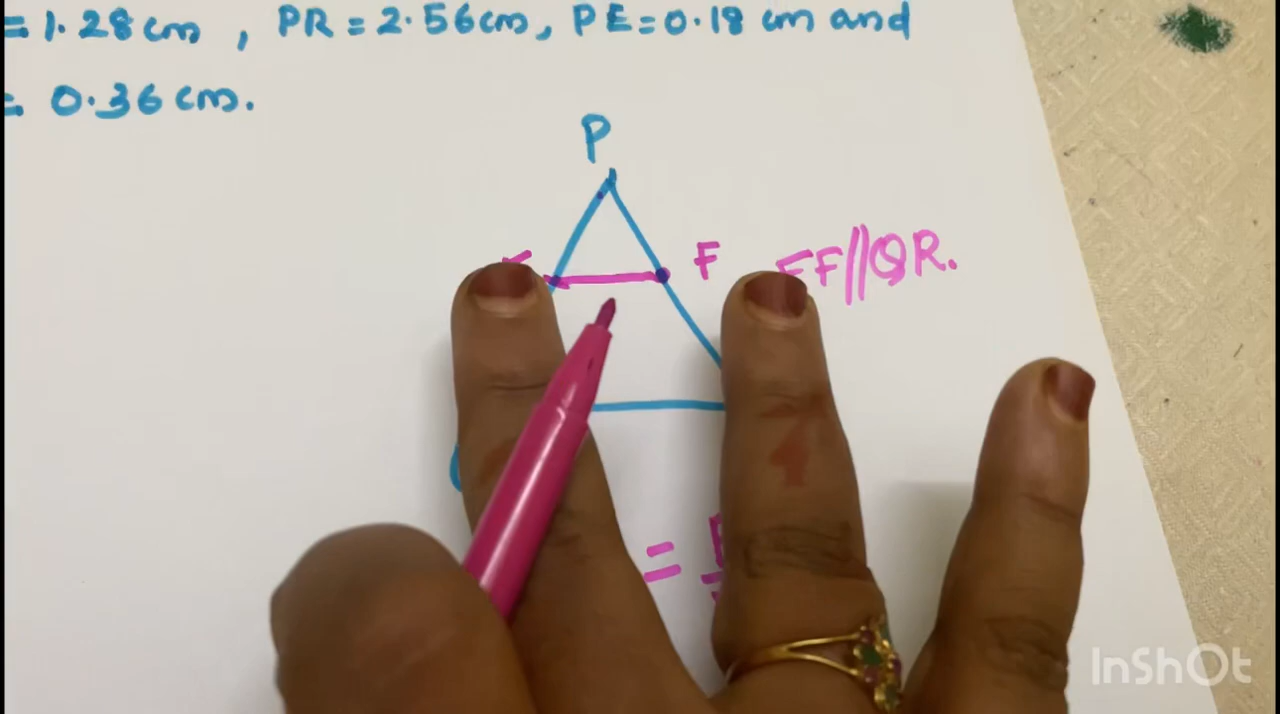 = 1.28 cm , PR = 2.56 cm, PE = 0.18 cm and
= 0.36 cm.
P
F
EF//QR.
=
InShOt